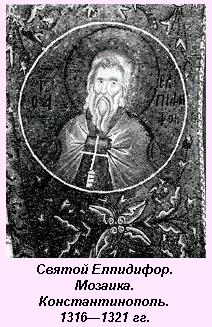 Святой Елпидифор.
Мозаика.
Константинополь.
1316—1321 гг.